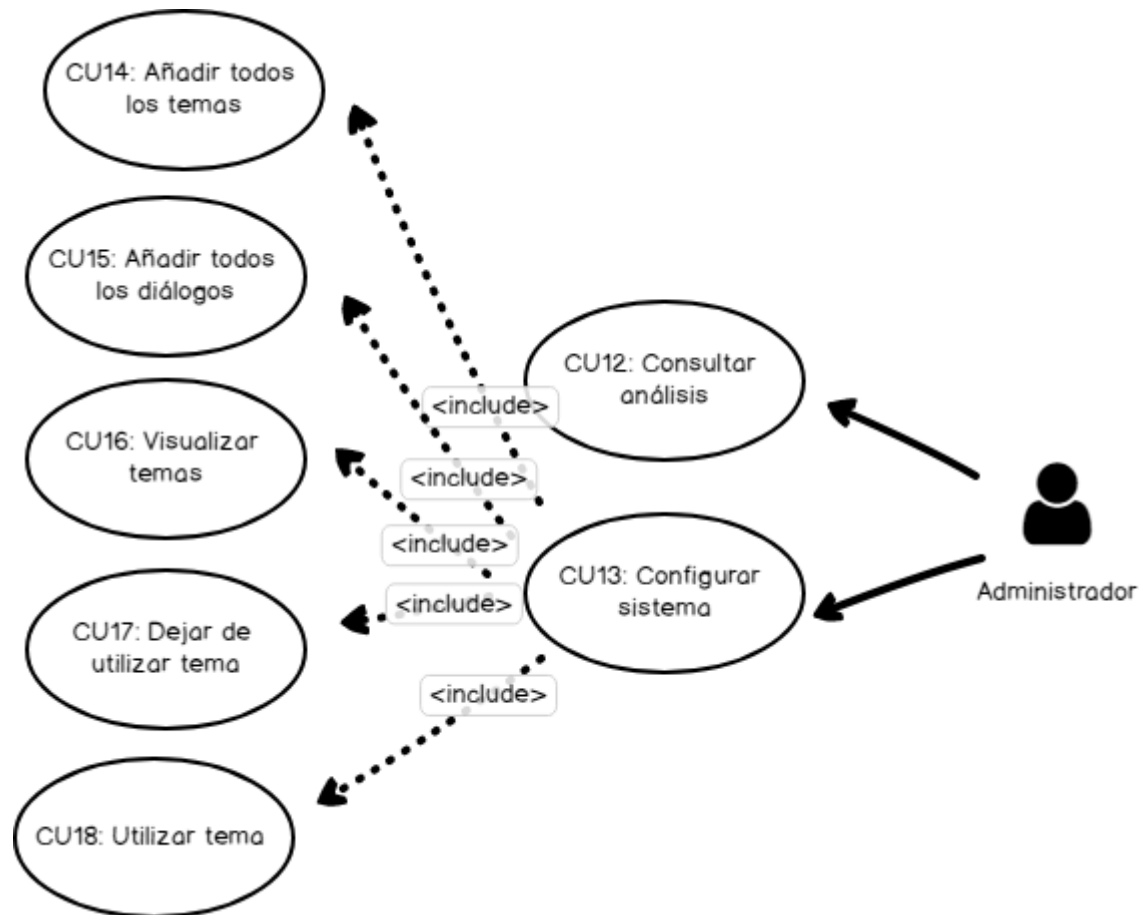 CU14: Añadir todos
los temas
CU15: Añadir todos
los diálogos
CU12: Consultar
análisis
<include>
CU16: Visualizar
temas
<include>
<include>
CU13: Configurar
sistema
Administrador
<include>
CU17: Dejar de
utilizar tema
<include>
CU18: Utilizar tema